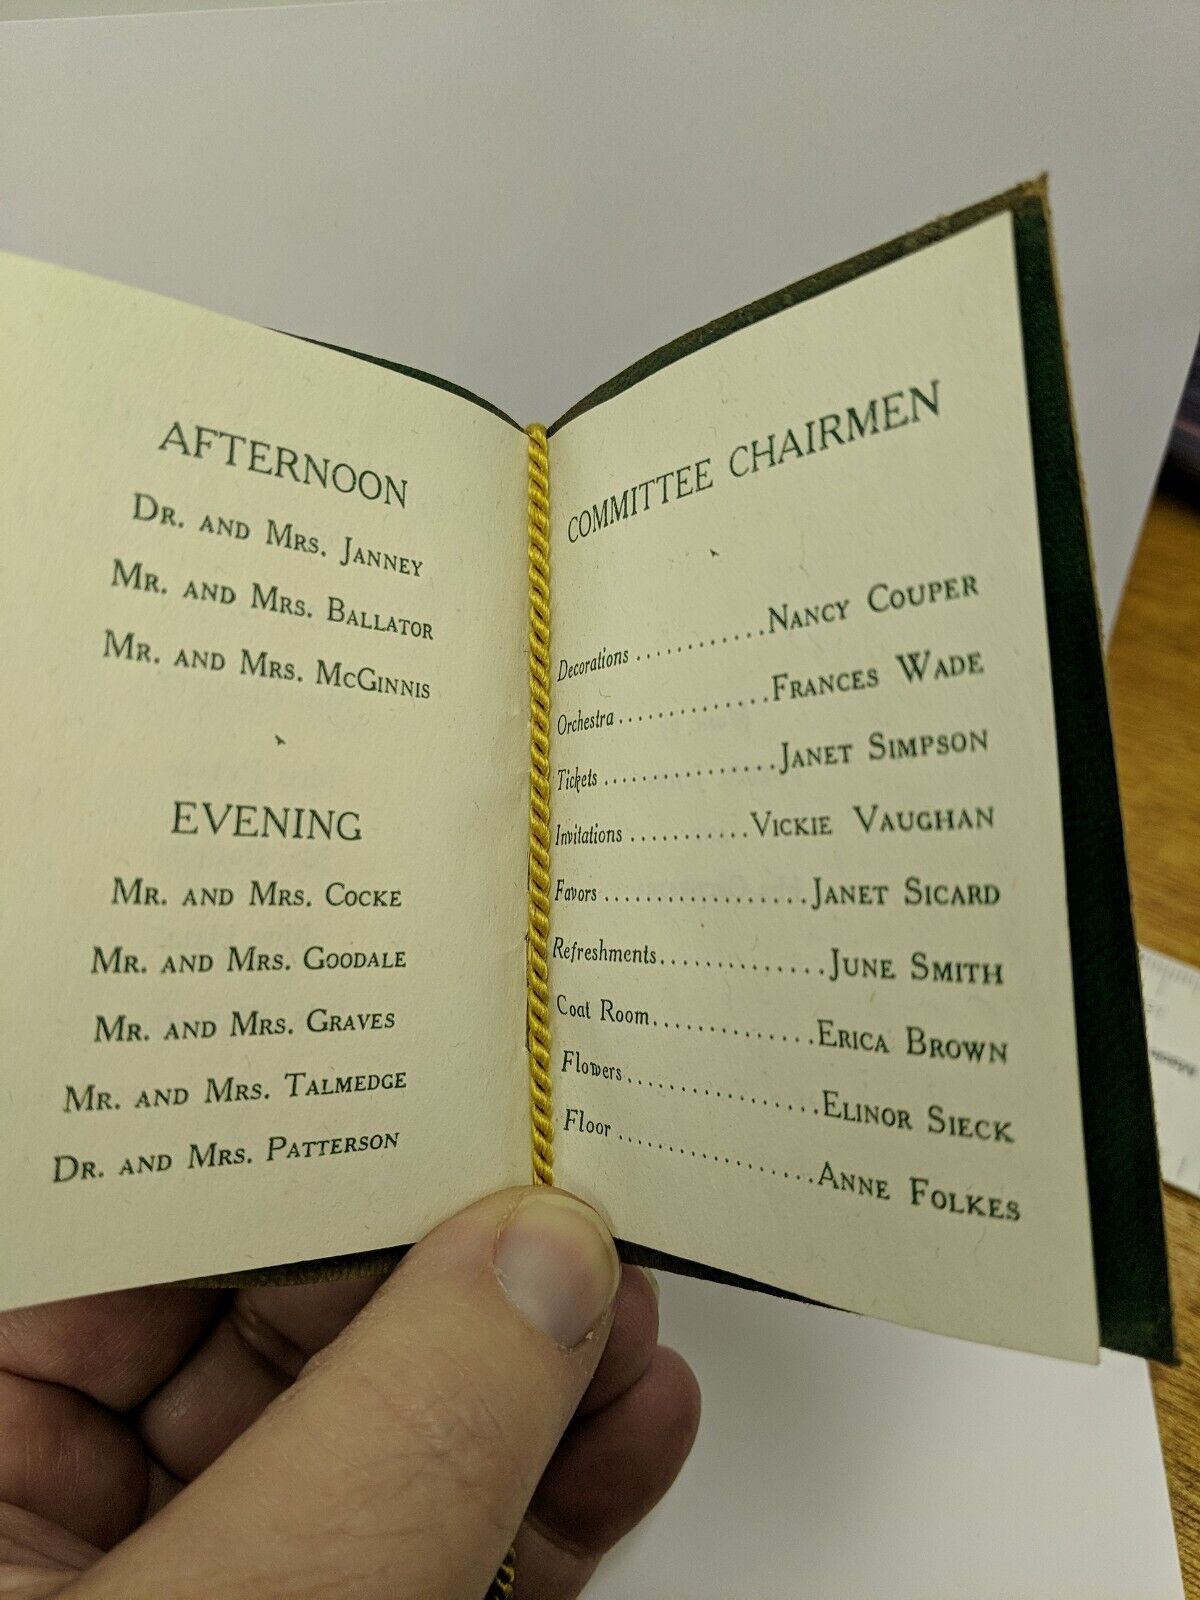 AFTERNOON
DR. AND MRS. JANNEY
MR. AND MRS. BALLATOR
MR. AND MRS. MCGINNIS
EVENING
MR. AND MRS. COCKE
MR. AND MRS. GOODALE
MR. AND MRS. GRAVES
MR. AND MRS. TALMEDGE
DR. AND MRS. PATTERSON
COMMITTEE CHAIRMEN
Decorations ............NANCY COUPER
Orchestra ..............FRANCES WADE
Tickets ................JANET SIMPSON
Invitations ...........VICKIE VAUGHAN
Favors ..................JANET SICARD
Refreshments..............JUNE SMITH
Coat Room..............ERICA BROWN
Flowers..................ELINOR SIECK
Floor ..................ANNE FOLKES